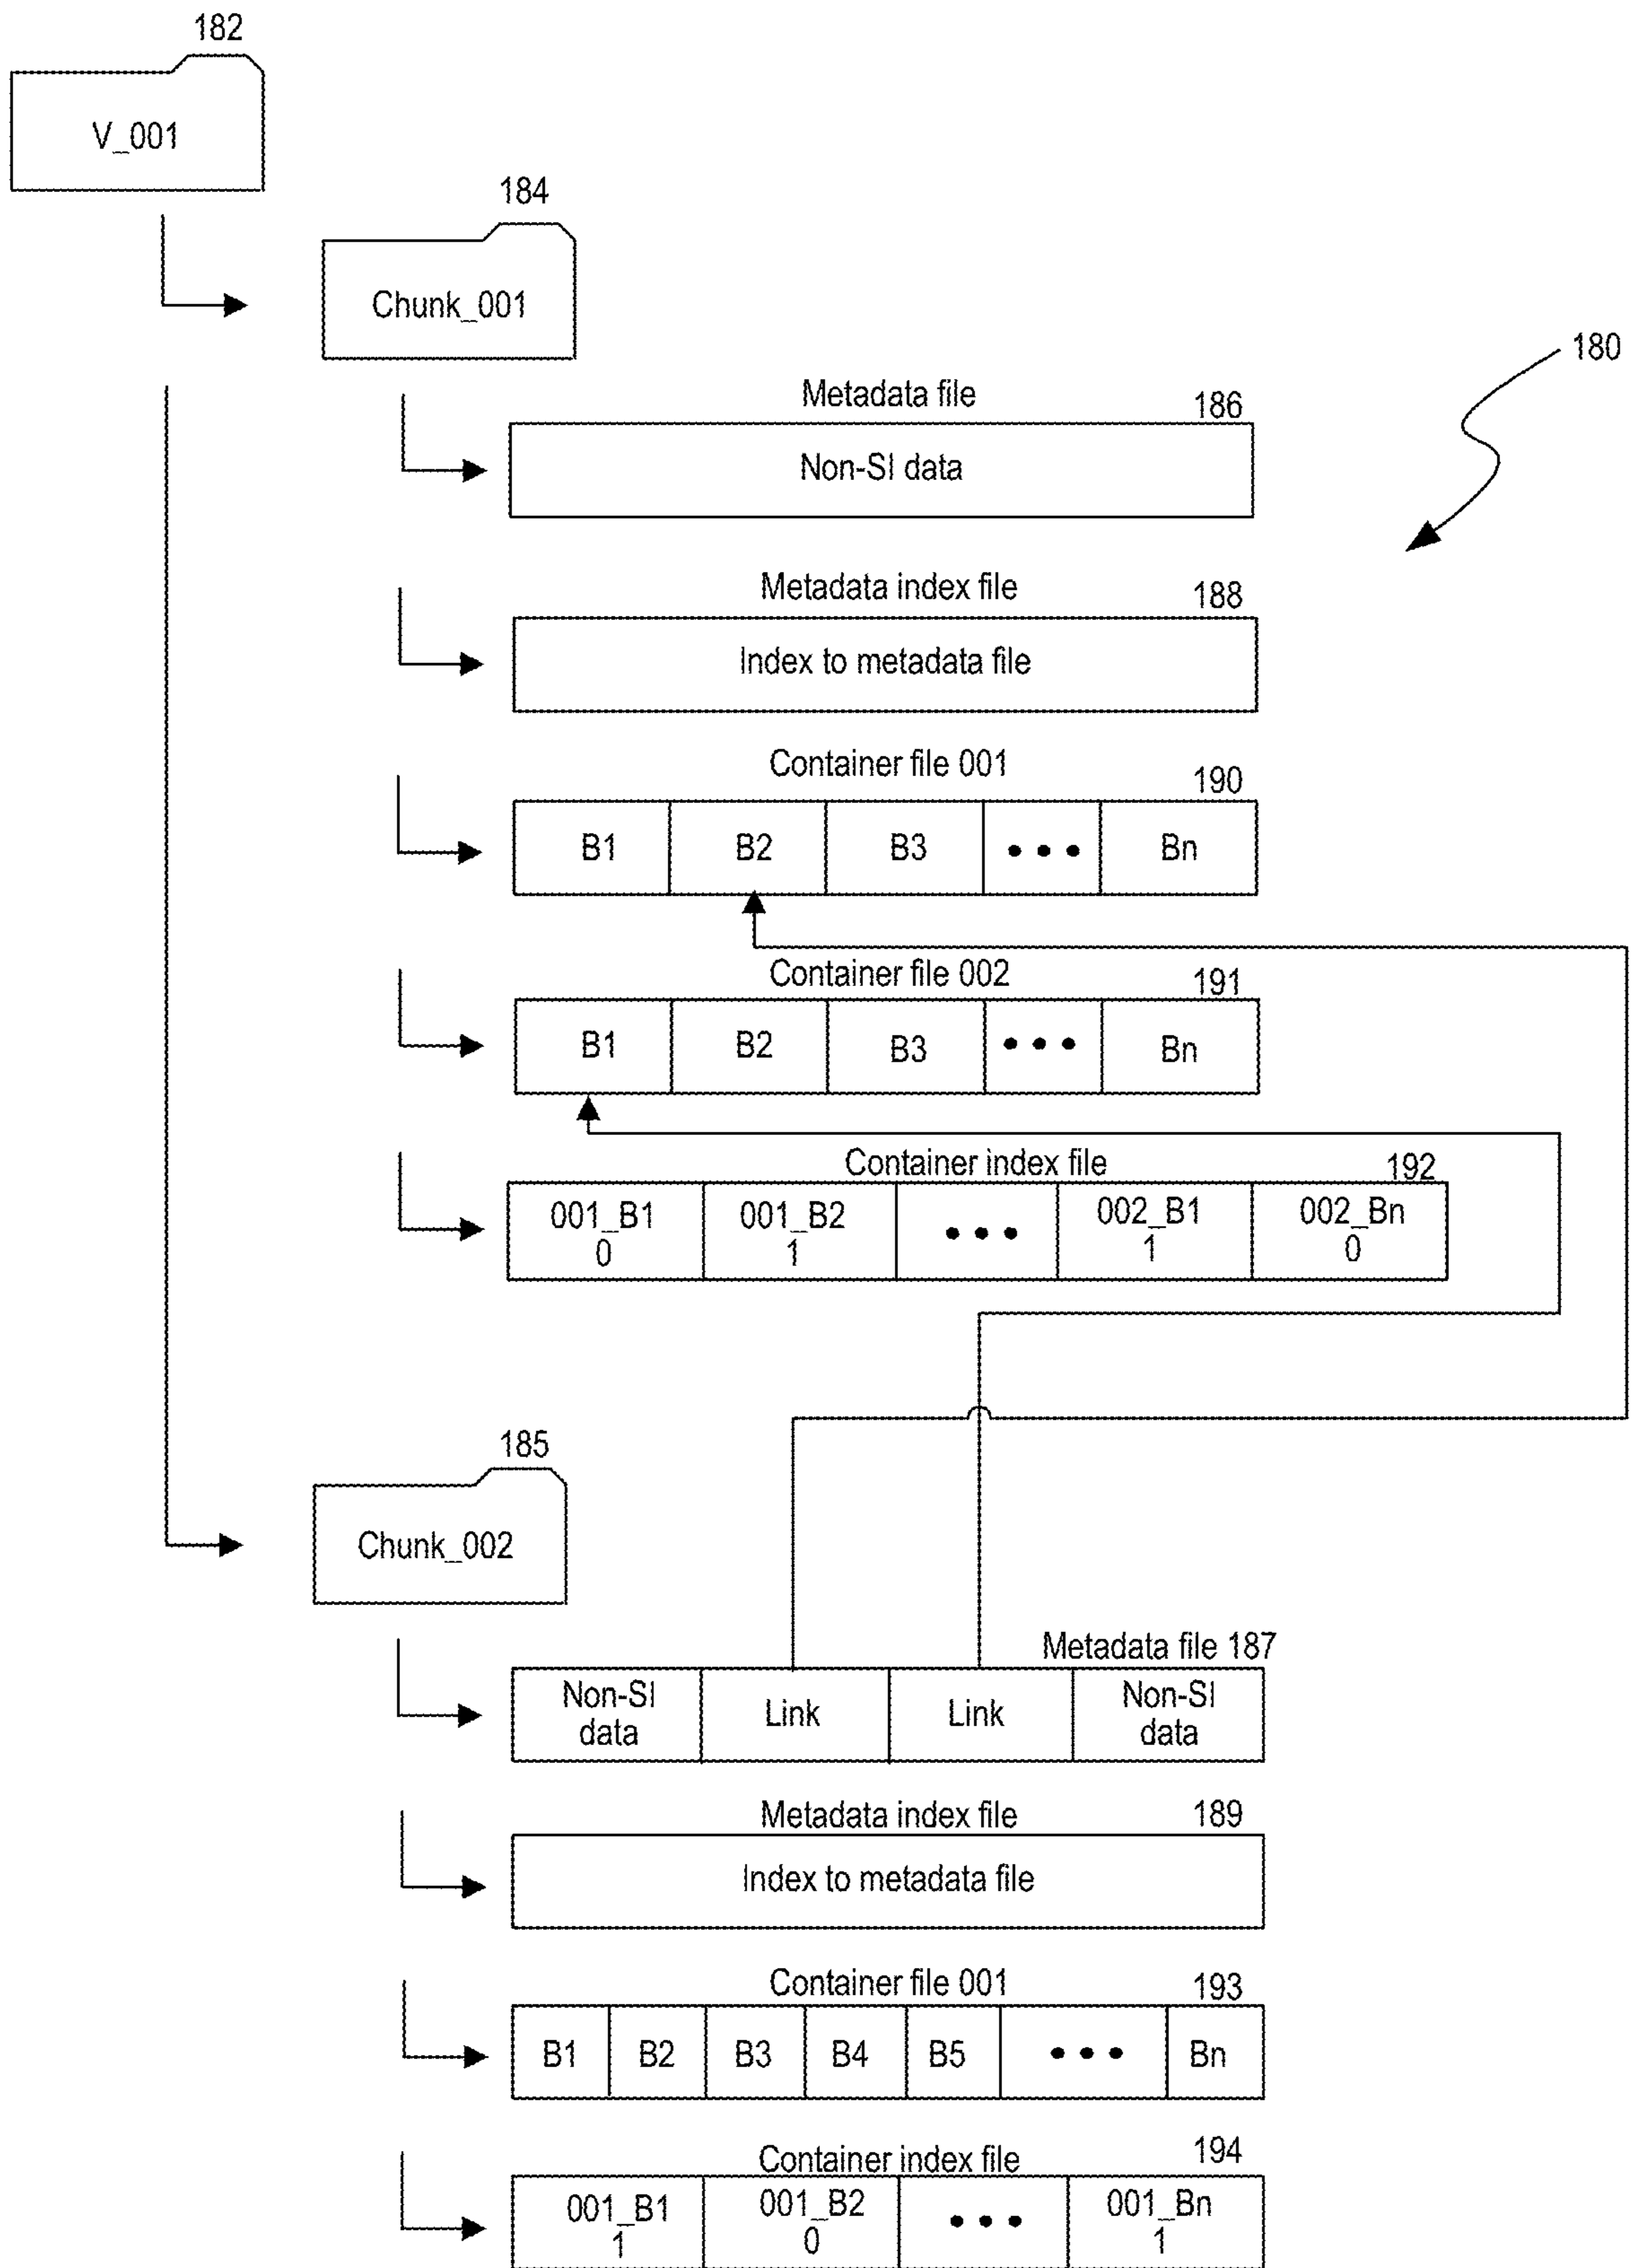 182
V_001
184
Chunk_001
180
Metadata file
186
Non-SI data
Metadata index file
188
Index to metadata file
Container file 001
190
B1 B2 B3 ••• Bn
Container file 002
191
B1 B2 B3 ••• Bn
Container index file
192
001_B1 001_B2 ••• 002_B1 002_Bn
0 1 1 0
185
Chunk_002
Metadata file 187
Non-SI Link Link Non-SI
data data
Metadata index file
189
Index to metadata file
Container file 001
193
B1 B2 B3 B4 B5 ••• Bn
Container index file
194
001_B1 001_B2 ••• 001_Bn
1 0 1